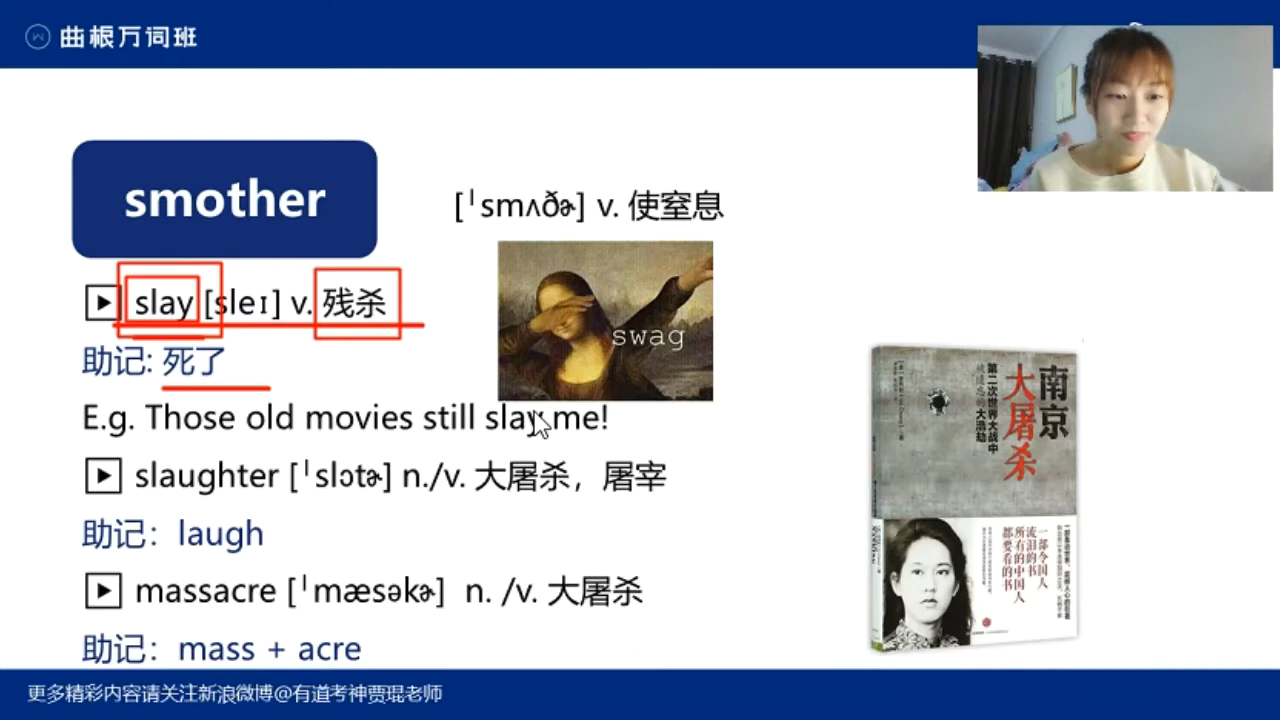 曲根万词班
smother
[ˈsmʌðɚ] v. 使窒息
slay [sleɪ] v. 残杀
助记: 死了
swag
E.g. Those old movies still slay me!
slaughter [ˈslɔtɚ] n./v. 大屠杀，屠宰
助记：laugh
massacre [ˈmæsəkɚ] n. /v. 大屠杀
助记：mass + acre
南京
大屠杀
第二次世界大战中
被遗忘的大浩劫
一部令国人
流泪的书
所有的中国人
都要看的书
更多精彩内容请关注新浪微博@有道考神贾琨老师